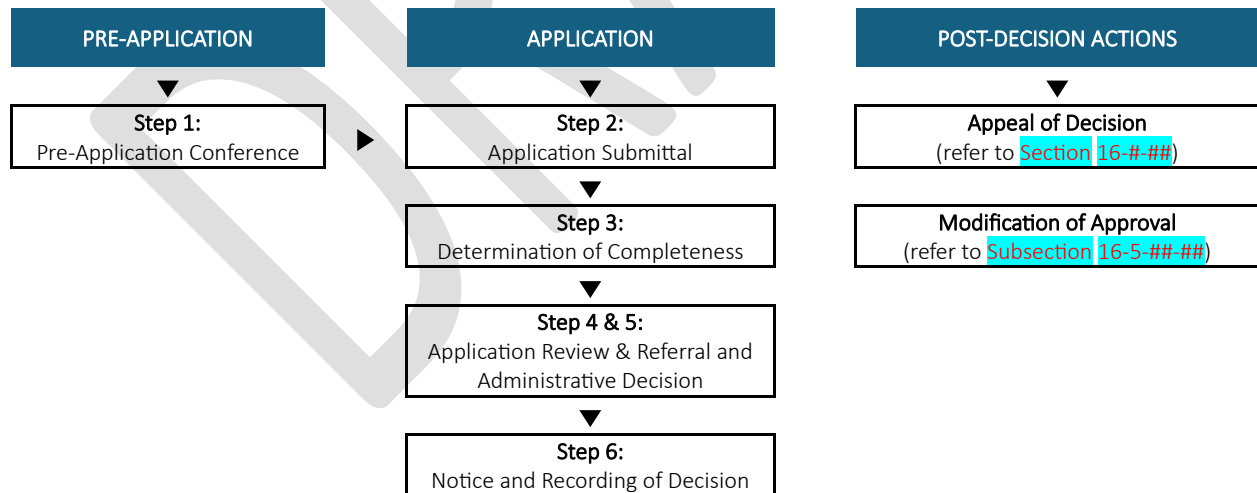 PRE-APPLICATION
Step 1:
Pre-Application Conference
APPLICATION
Step 2:
Application Submittal
Step 3:
Determination of Completeness
Step 4 & 5:
Application Review & Referral and
Administrative Decision
Step 6:
Notice and Recording of Decision
POST-DECISION ACTIONS
Appeal of Decision
(refer to Section 16-#-##)
Modification of Approval
(refer to Subsection 16-5-##-##)